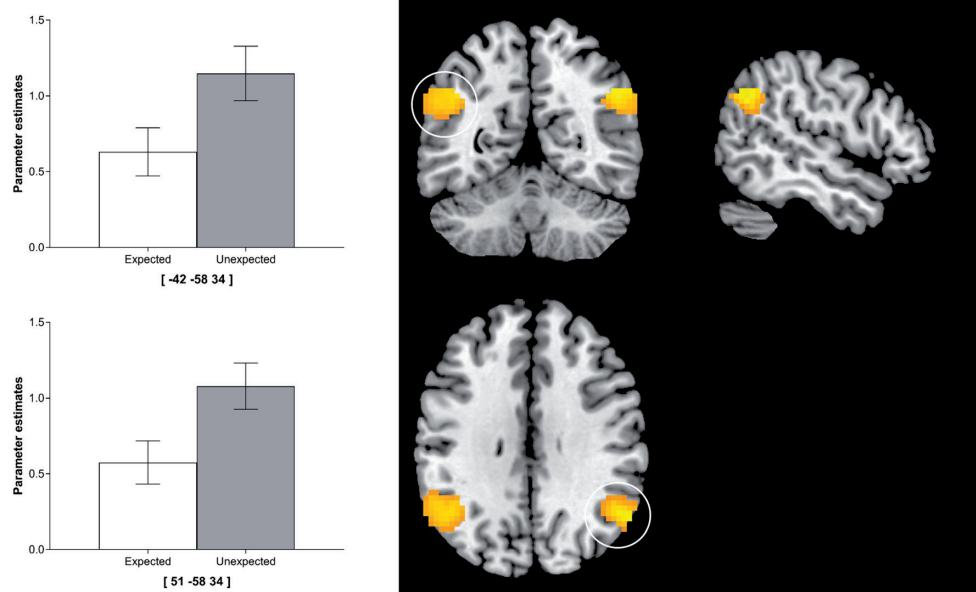 1.5
1.0
0.5
0.0
Parameter estimates
Expected Unexpected
[ -42 -58 34 ]
1.5
1.0
0.5
0.0
Parameter estimates
Expected Unexpected
[ 51 -58 34 ]